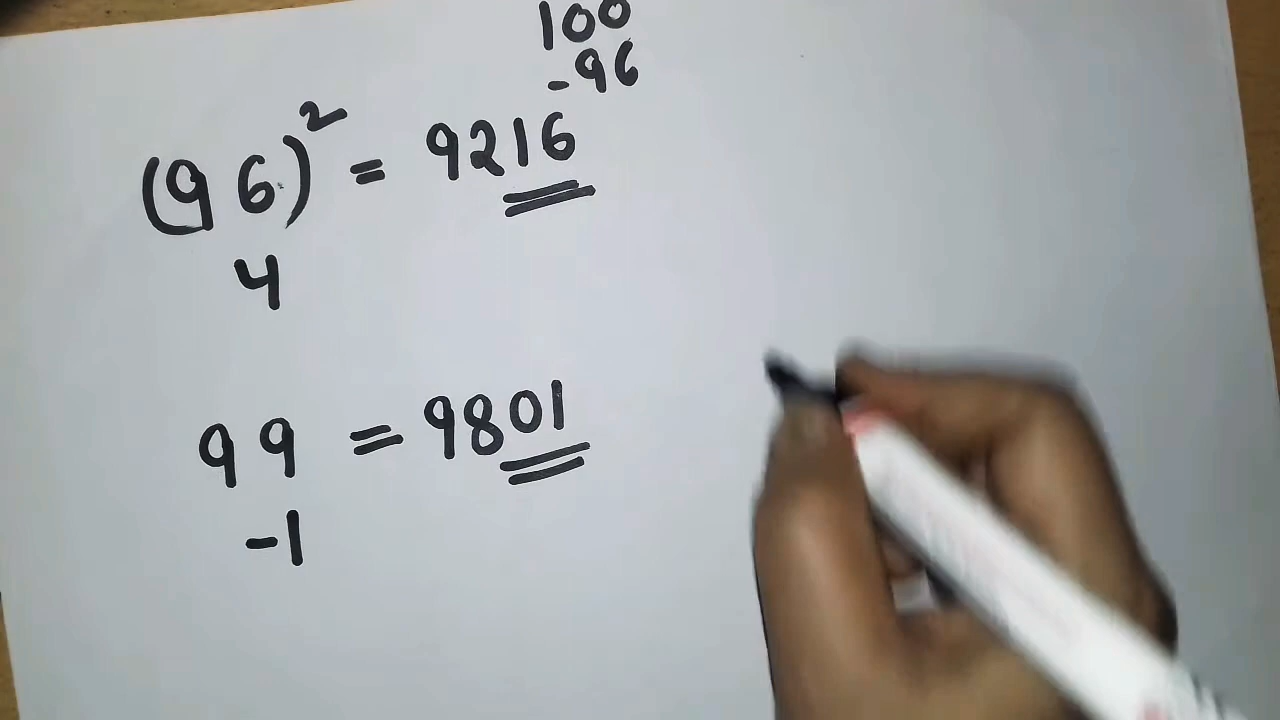 100
-96
(96)² = 9216
4
99 = 9801
-1